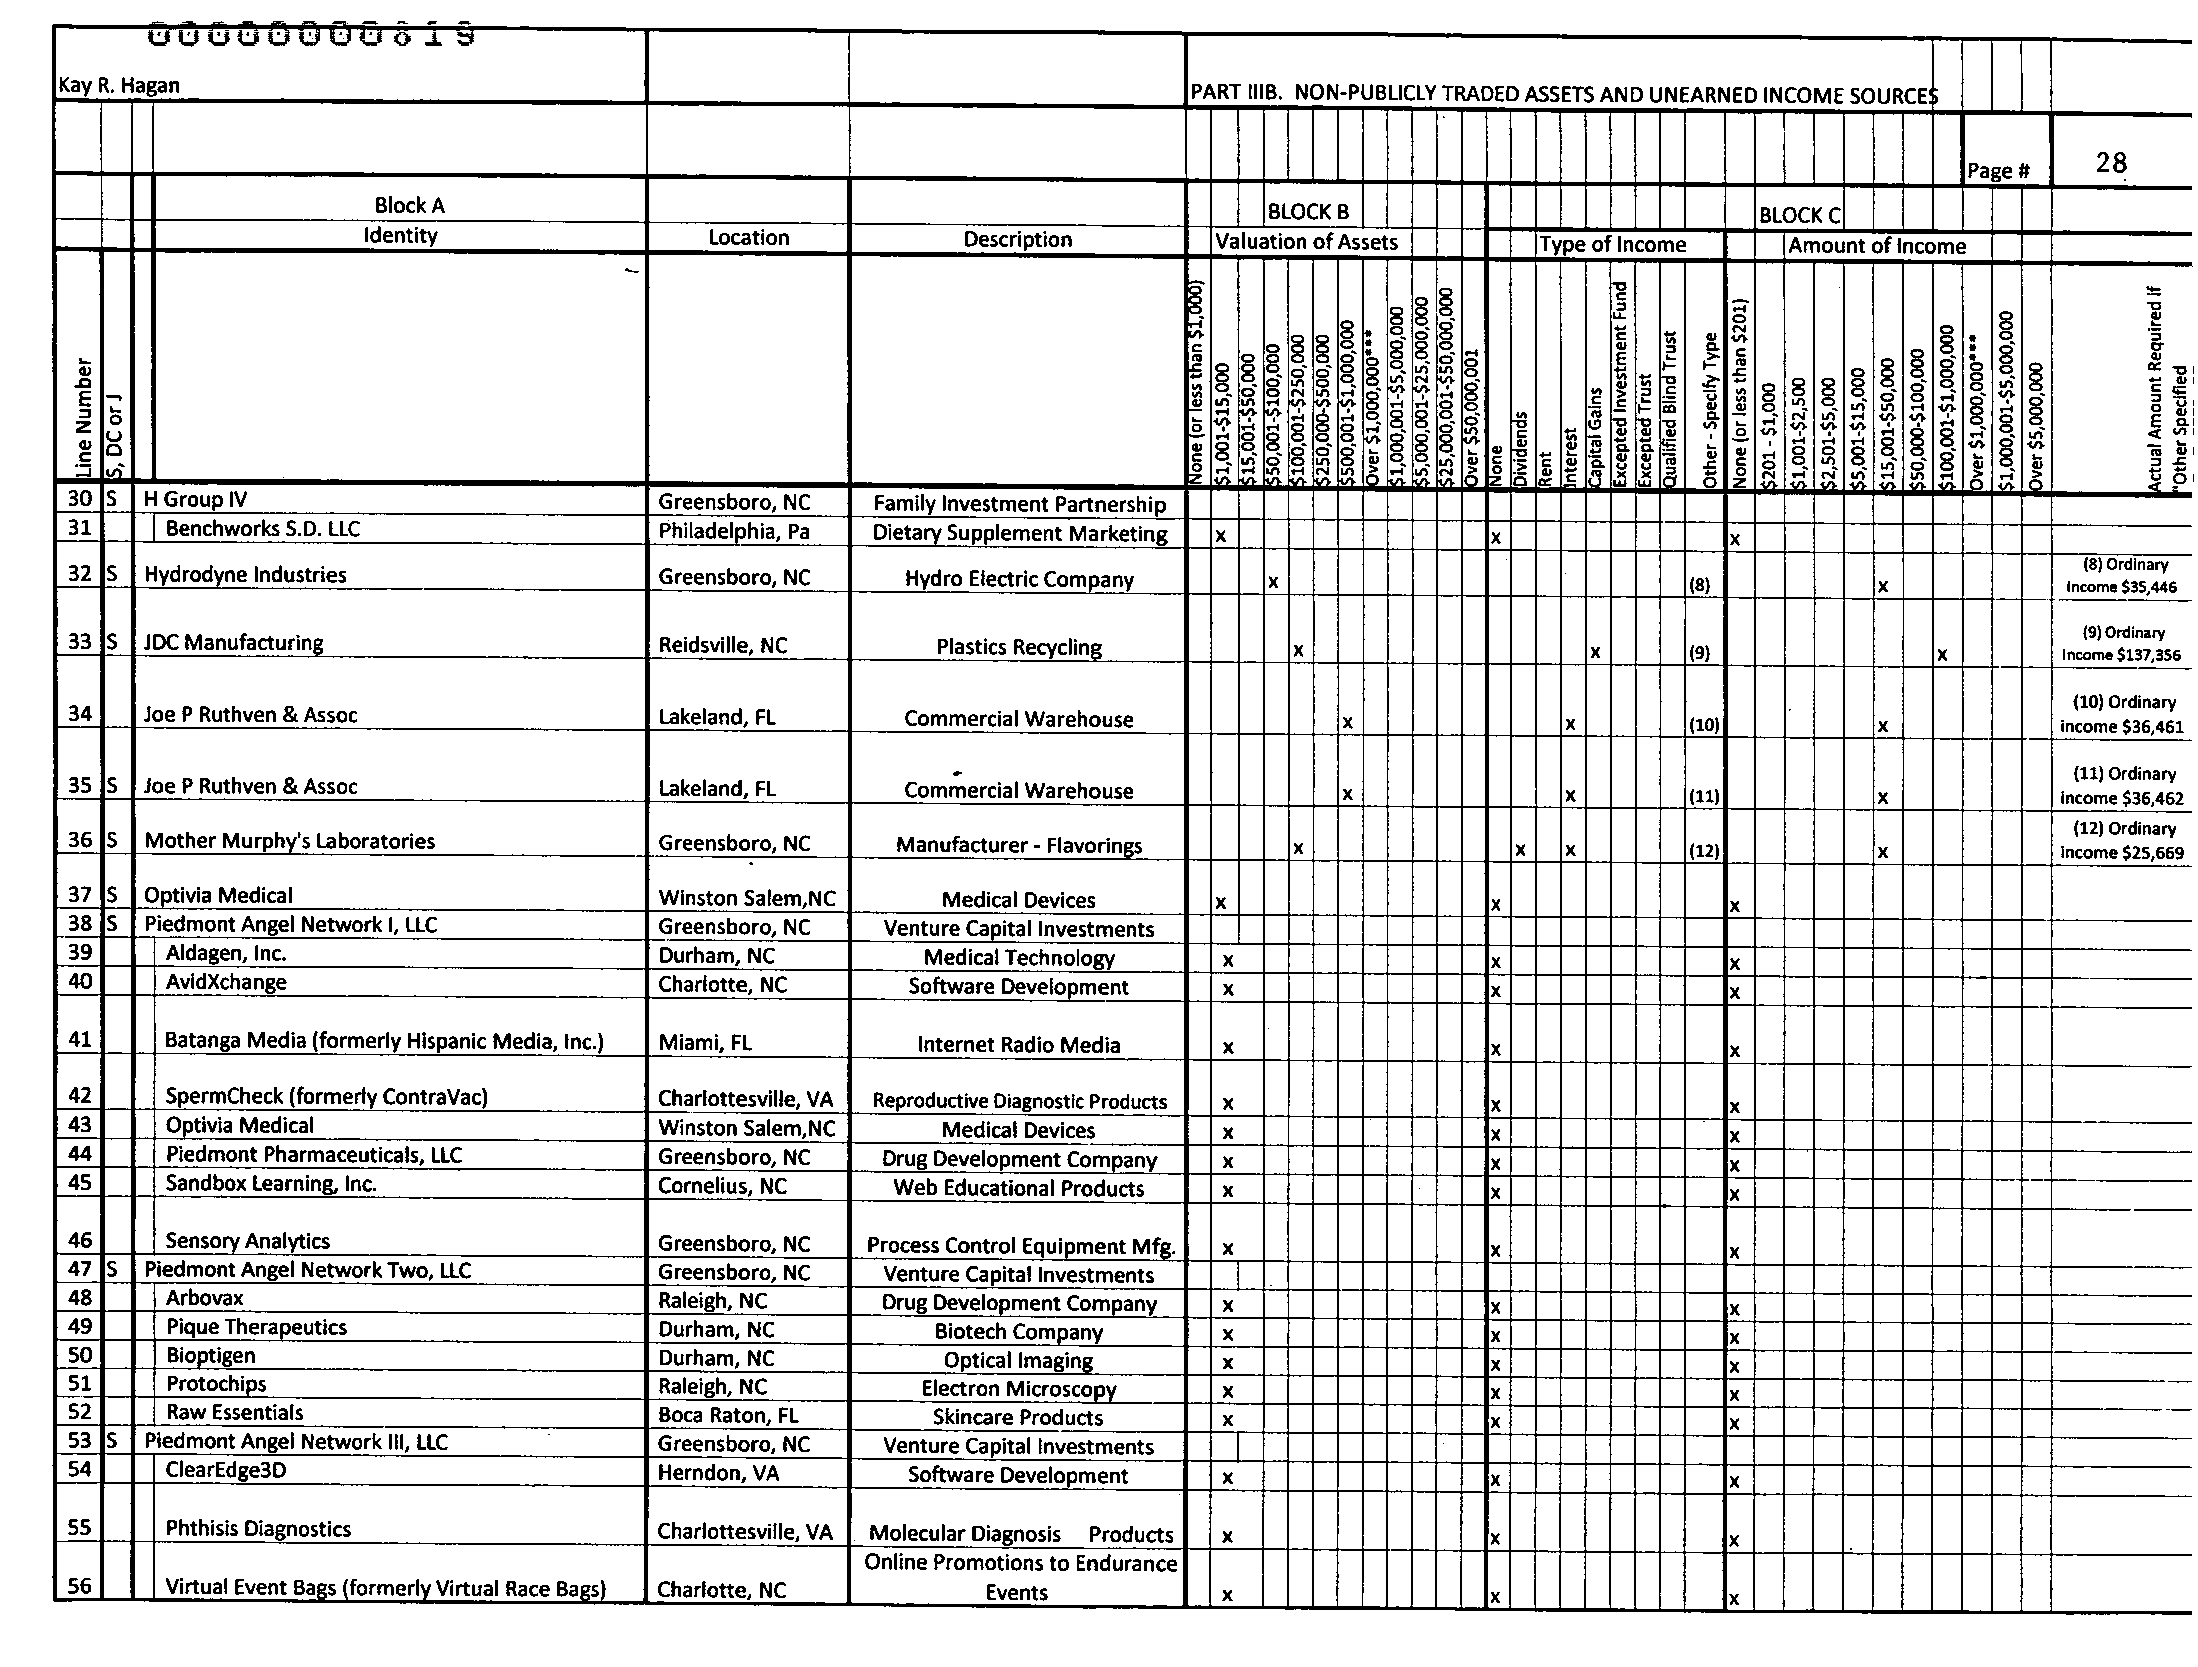 00000000819
Kay R. Hagan
PART IIIB. NON-PUBLICLY TRADED ASSETS AND UNEARNED INCOME SOURCES
Page # 28
Block A BLOCK B BLOCK C
Identity Location Description Valuation of Assets Type of Income Amount of Income
Line Number
S, DC or J
None (or less than $1,000)
$1,001-$15,000
$15,001-$50,000
$50,001-$100,000
$100,001-$250,000
$250,000-$500,000
$500,001-$1,000,000
Over $1,000,000***
$1,000,001-$5,000,000
$5,000,001-$25,000,000
$25,000,001-$50,000,000
Over $50,000,001
None
Dividends
Rent
Interest
Capital Gains
Excepted Investment Fund
Excepted Trust
Qualified Blind Trust
Other - Specify Type
None (or less than $201)
$201 - $1,000
$1,001-$2,500
$2,501-$5,000
$5,001-$15,000
$15,001-$50,000
$50,000-$100,000
$100,001-$1,000,000
Over $1,000,000***
$1,000,001-$5,000,000
Over $5,000,000
Actual Amount Required If
"Other Specified
30 S H Group IV Greensboro, NC Family Investment Partnership
31 Benchworks S.D. LLC Philadelphia, Pa Dietary Supplement Marketing x x x
32 S Hydrodyne Industries Greensboro, NC Hydro Electric Company x (8) x (8) Ordinary
Income $35,446
33 S JDC Manufacturing Reidsville, NC Plastics Recycling x x (9) x (9) Ordinary
Income $137,356
34 Joe P Ruthven & Assoc Lakeland, FL Commercial Warehouse x x (10) x (10) Ordinary
income $36,461
35 S Joe P Ruthven & Assoc Lakeland, FL Commercial Warehouse x x (11) x (11) Ordinary
income $36,462
36 S Mother Murphy's Laboratories Greensboro, NC Manufacturer - Flavorings x x x (12) x (12) Ordinary
Income $25,669
37 S Optivia Medical Winston Salem,NC Medical Devices x x x
38 S Piedmont Angel Network I, LLC Greensboro, NC Venture Capital Investments
39 Aldagen, Inc. Durham, NC Medical Technology x x x
40 AvidXchange Charlotte, NC Software Development x x x
41 Batanga Media (formerly Hispanic Media, Inc.) Miami, FL Internet Radio Media x x x
42 SpermCheck (formerly ContraVac) Charlottesville, VA Reproductive Diagnostic Products x x x
43 Optivia Medical Winston Salem,NC Medical Devices x x x
44 Piedmont Pharmaceuticals, LLC Greensboro, NC Drug Development Company x x x
45 Sandbox Learning, Inc. Cornelius, NC Web Educational Products x x x
46 Sensory Analytics Greensboro, NC Process Control Equipment Mfg. x x x
47 S Piedmont Angel Network Two, LLC Greensboro, NC Venture Capital Investments
48 Arbovax Raleigh, NC Drug Development Company x x x
49 Pique Therapeutics Durham, NC Biotech Company x x x
50 Bioptigen Durham, NC Optical Imaging x x x
51 Protochips Raleigh, NC Electron Microscopy x x x
52 Raw Essentials Boca Raton, FL Skincare Products x x x
53 S Piedmont Angel Network III, LLC Greensboro, NC Venture Capital Investments
54 ClearEdge3D Herndon, VA Software Development x x x
55 Phthisis Diagnostics Charlottesville, VA Molecular Diagnosis Products x x x
Online Promotions to Endurance
56 Virtual Event Bags (formerly Virtual Race Bags) Charlotte, NC Events x x x